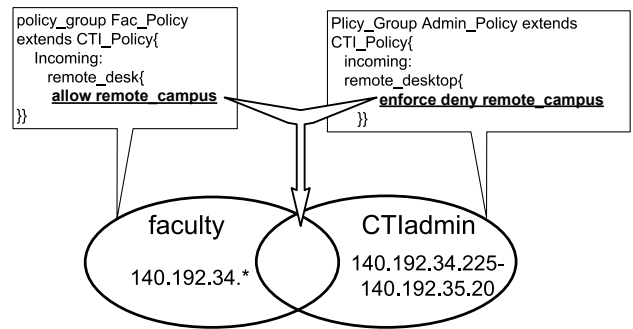 policy_group Fac_Policy
extends CTI_Policy{
Incoming:
remote_desk{
allow remote_campus
}}
Plicy_Group Admin_Policy extends
CTI_Policy{
incoming:
remote_desktop{
enforce deny remote_campus
}}
faculty
140.192.34.*
CTIadmin
140.192.34.225-
140.192.35.20